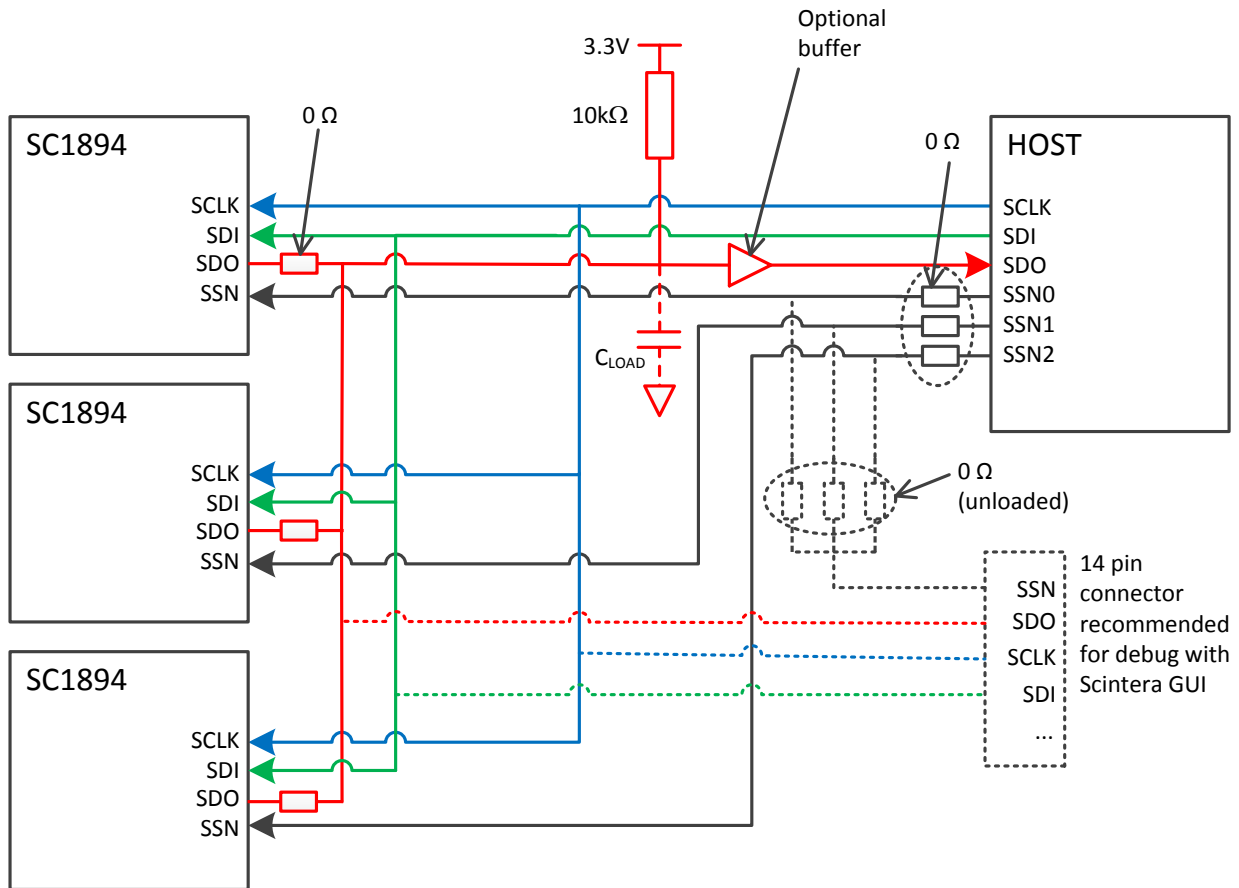 Optional
buffer
3.3V
10kΩ
0 Ω
0 Ω
SC1894
SCLK
SDI
SDO
SSN
HOST
SCLK
SDI
SDO
SSN0
SSN1
SSN2
CLOAD
SC1894
SCLK
SDI
SDO
SSN
0 Ω
(unloaded)
SSN
SDO
SCLK
SDI
...
14 pin
connector
recommended
for debug with
Scintera GUI
SC1894
SCLK
SDI
SDO
SSN